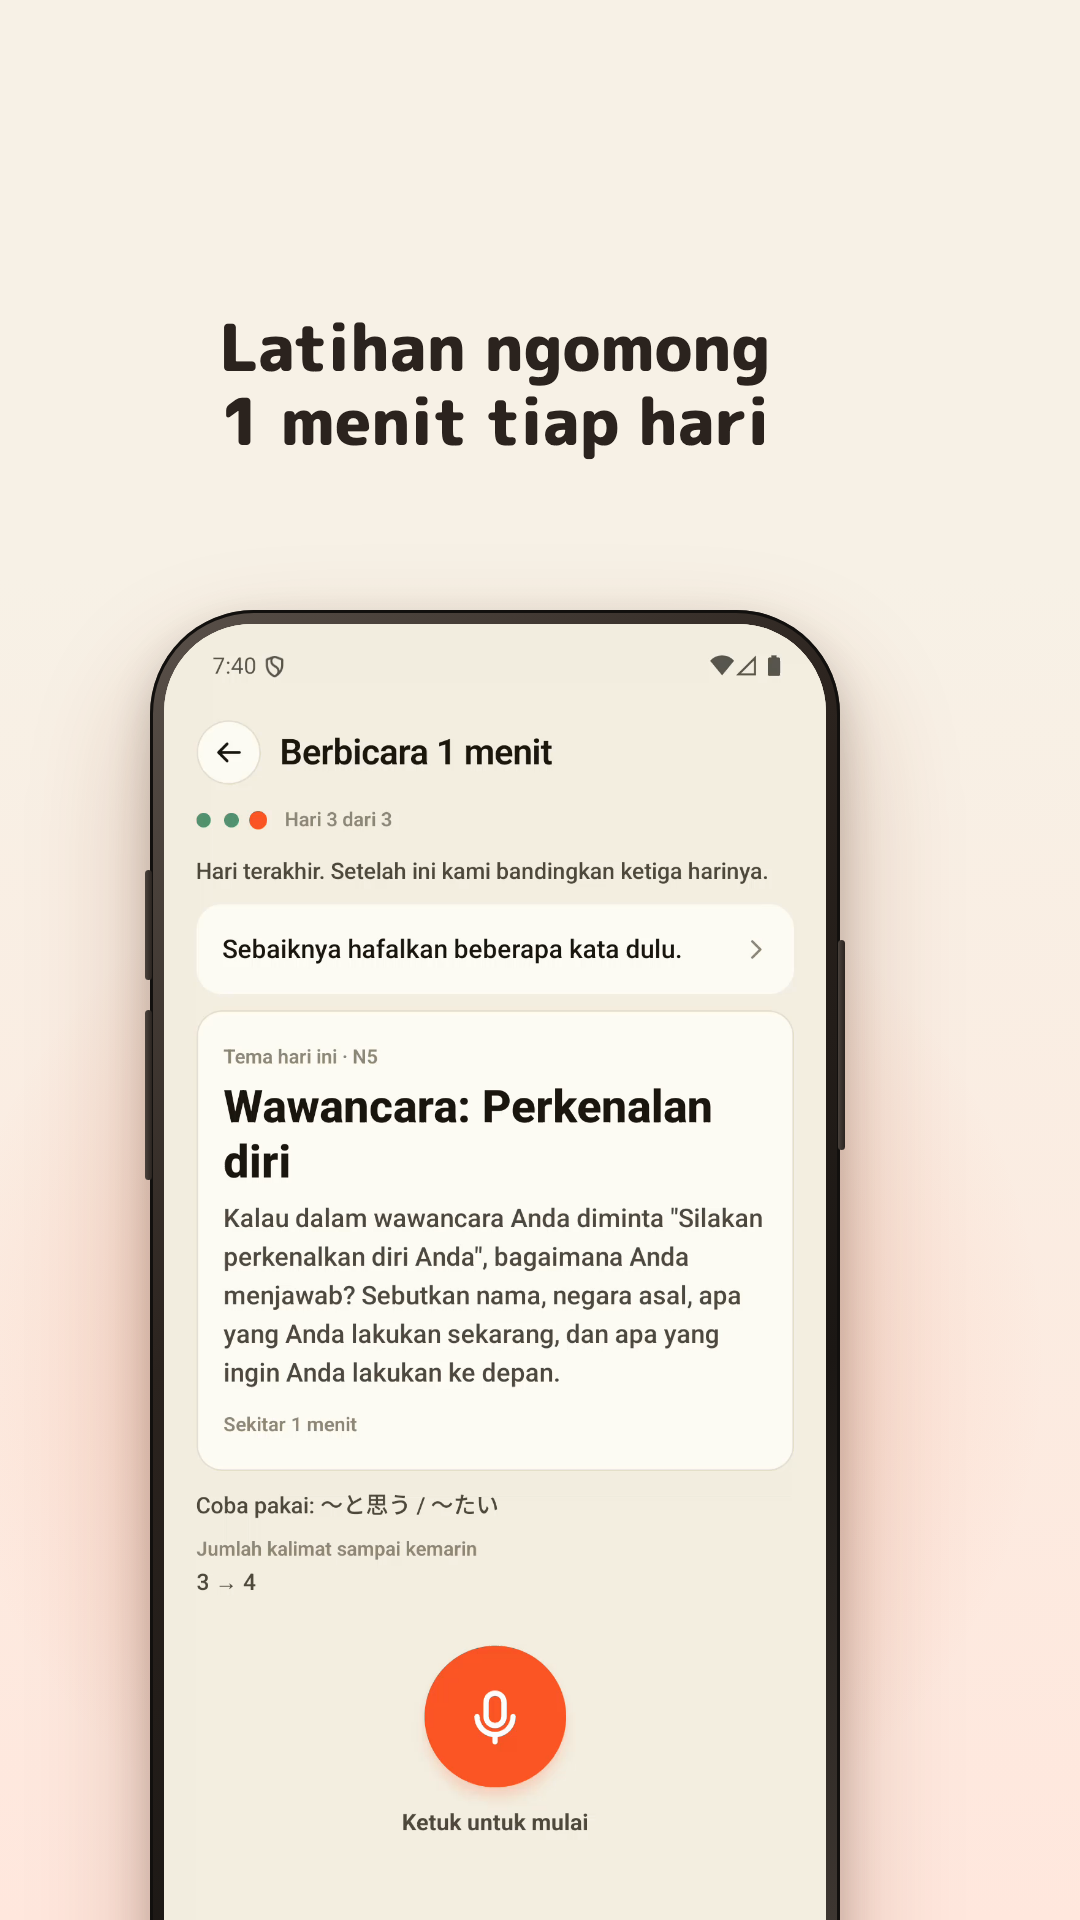 Latihan ngomong
1 menit tiap hari
7:40
Berbicara 1 menit
Hari 3 dari 3
Hari terakhir. Setelah ini kami bandingkan ketiga harinya.
Sebaiknya hafalkan beberapa kata dulu.
Tema hari ini · N5
Wawancara: Perkenalan
diri
Kalau dalam wawancara Anda diminta "Silakan
perkenalkan diri Anda", bagaimana Anda
menjawab? Sebutkan nama, negara asal, apa
yang Anda lakukan sekarang, dan apa yang
ingin Anda lakukan ke depan.
Sekitar 1 menit
Coba pakai: 〜と思う / 〜たい
Jumlah kalimat sampai kemarin
3 → 4
Ketuk untuk mulai